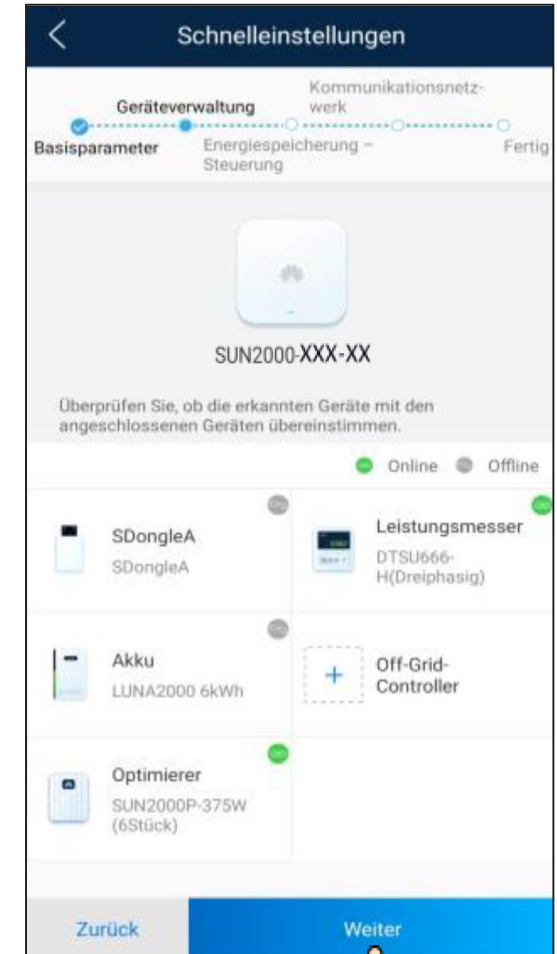 Schnelleinstellungen
Kommunikationsnetz-
Geräteverwaltung werk
Basisparameter Energiespeicherung – Fertig
Steuerung
SUN2000-XXX-XX
Überprüfen Sie, ob die erkannten Geräte mit den
angeschlossenen Geräten übereinstimmen.
Online Offline
SDongleA
SDongleA
Leistungsmesser
DTSU666-
H(Dreiphasig)
Akku
LUNA2000 6kWh
+ Off-Grid-
Controller
Optimierer
SUN2000P-375W
(6Stück)
Zurück Weiter